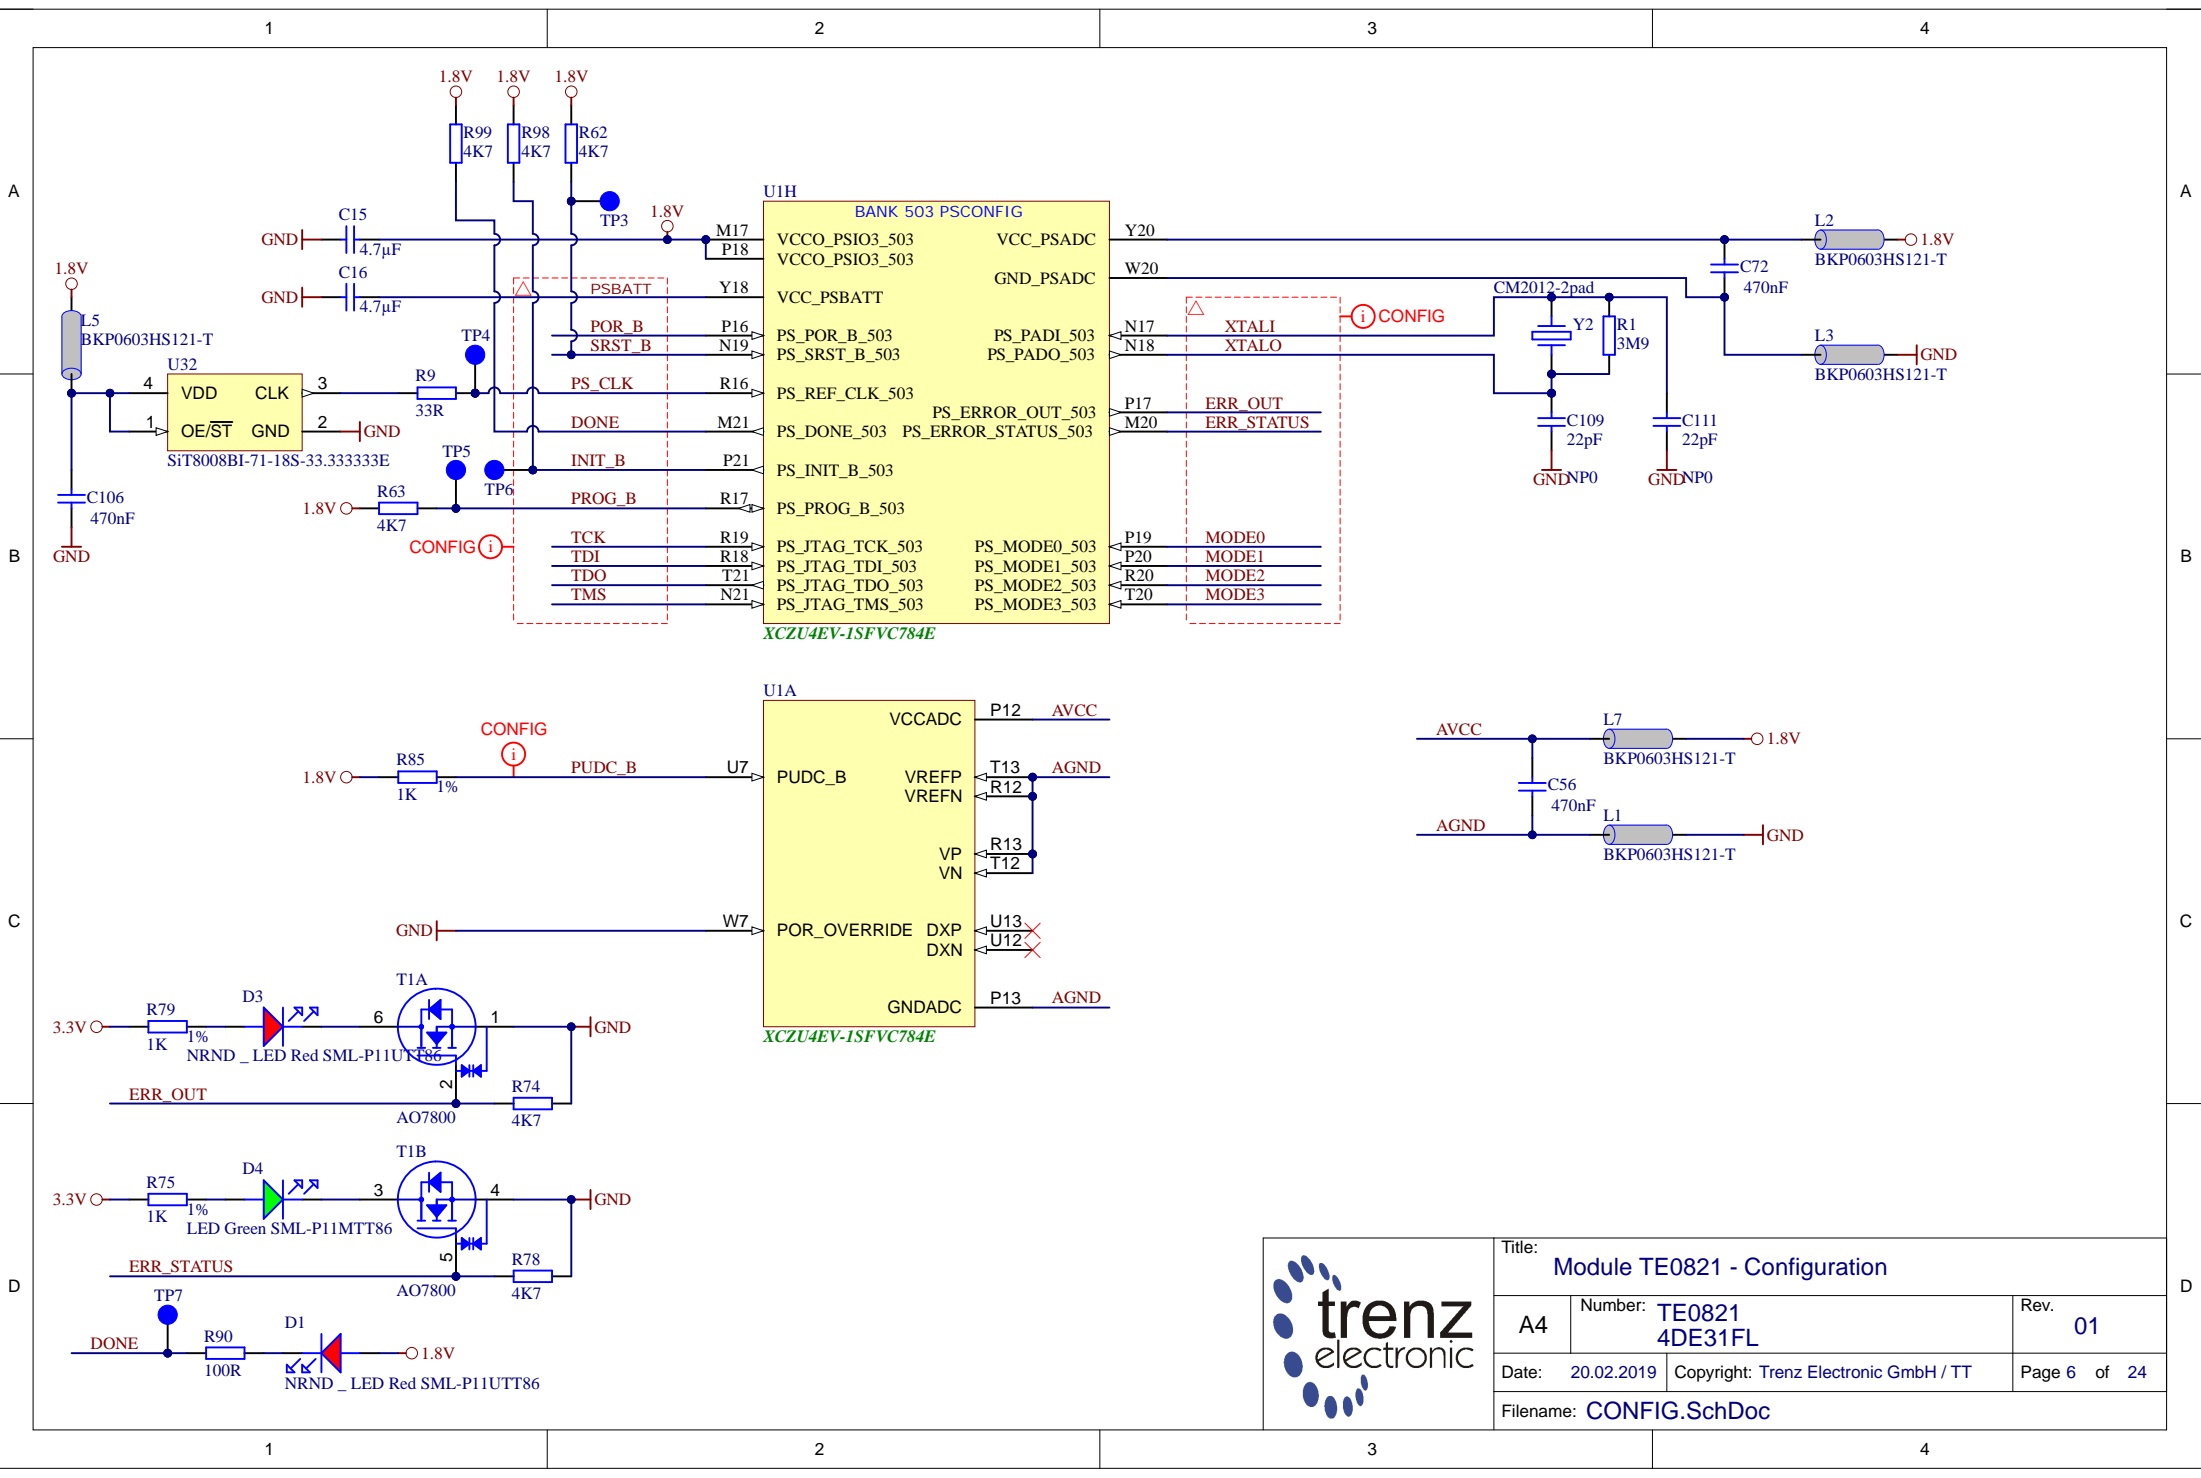 1 2 3 4
A A
B B
C C
D D
1.8V 1.8V 1.8V
R99 R98 R62
4K7 4K7 4K7
TP3
1.8V
C15
GND
4.7µF
C16
GND
4.7µF
1.8V
L5
BKP0603HS121-T
U32
4 VDD CLK 3
1 OE/ST GND 2 GND
SiT8008BI-71-18S-33.333333E
C106
470nF
GND
R9
33R
TP4
TP5
TP6
1.8V R63
4K7
CONFIG i
PSBATT
POR_B
SRST_B
PS_CLK
DONE
INIT_B
PROG_B
TCK
TDI
TDO
TMS
U1H
BANK 503 PSCONFIG
M17 VCCO_PSIO3_503
P18 VCCO_PSIO3_503
Y18 VCC_PSBATT
P16 PS_POR_B_503
N19 PS_SRST_B_503
R16 PS_REF_CLK_503
M21 PS_DONE_503
P21 PS_INIT_B_503
R17 PS_PROG_B_503
R19 PS_JTAG_TCK_503
R18 PS_JTAG_TDI_503
T21 PS_JTAG_TDO_503
N21 PS_JTAG_TMS_503
VCC_PSADC Y20
GND_PSADC W20
PS_PADI_503 N17 XTALI
PS_PADO_503 N18 XTALO
PS_ERROR_OUT_503 P17 ERR_OUT
PS_ERROR_STATUS_503 M20 ERR_STATUS
PS_MODE0_503 P19 MODE0
PS_MODE1_503 P20 MODE1
PS_MODE2_503 R20 MODE2
PS_MODE3_503 T20 MODE3
XCZU4EV-1SFVC784E
i CONFIG
L2
1.8V
BKP0603HS121-T
C72
470nF
L3
GND
BKP0603HS121-T
CM2012-2pad
Y2 R1
3M9
C109
22pF
GND NP0
C111
22pF
GND NP0
U1A
VCCADC P12 AVCC
U7 PUDC_B
VREFP T13 AGND
VREFN R12
VP R13
VN T12
W7 POR_OVERRIDE
DXP U13
DXN U12
GNDADC P13 AGND
XCZU4EV-1SFVC784E
CONFIG
i
1.8V R85 PUDC_B
1K 1%
GND
AVCC L7 1.8V
BKP0603HS121-T
C56
470nF
AGND L1 GND
BKP0603HS121-T
T1A
3.3V R79 D3 6 1 GND
1K 1%
NRND _ LED Red SML-P11UTT86
2
ERR_OUT
R74
4K7
AO7800
T1B
3.3V R75 D4 3 4 GND
1K 1%
LED Green SML-P11MTT86
5
ERR_STATUS
R78
4K7
AO7800
TP7
DONE R90 D1 1.8V
100R
NRND _ LED Red SML-P11UTT86
trenz
electronic
Title:
Module TE0821 - Configuration
A4 Number: TE0821
4DE31FL
Rev.
01
Date: 20.02.2019 Copyright: Trenz Electronic GmbH / TT Page 6 of 24
Filename: CONFIG.SchDoc
1 2 3 4